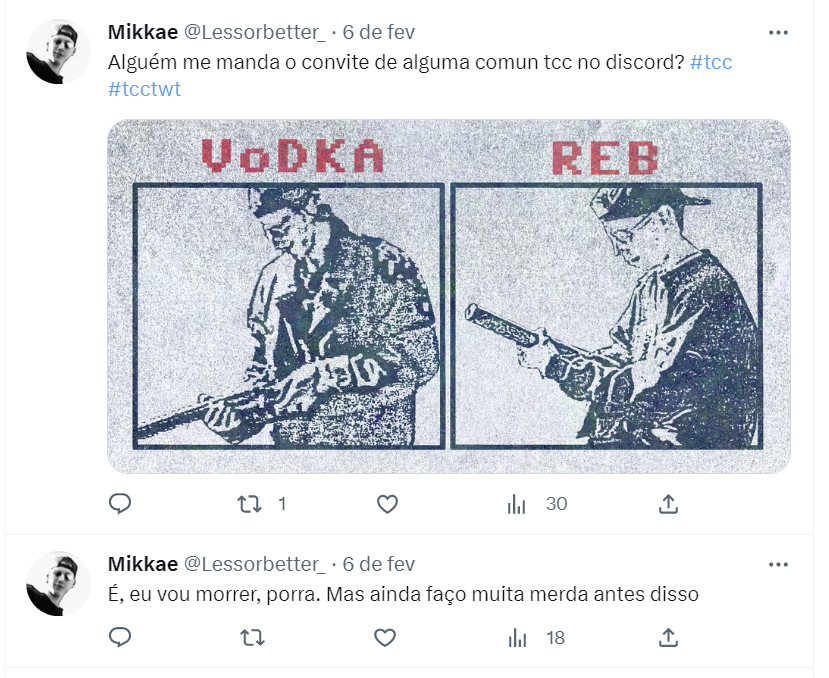 Mikkae @Lessorbetter_ · 6 de fev
Alguém me manda o convite de alguma comun tcc no discord? #tcc
#tcctwt
VoDKA REB
1 30
Mikkae @Lessorbetter_ · 6 de fev
É, eu vou morrer, porra. Mas ainda faço muita merda antes disso
18